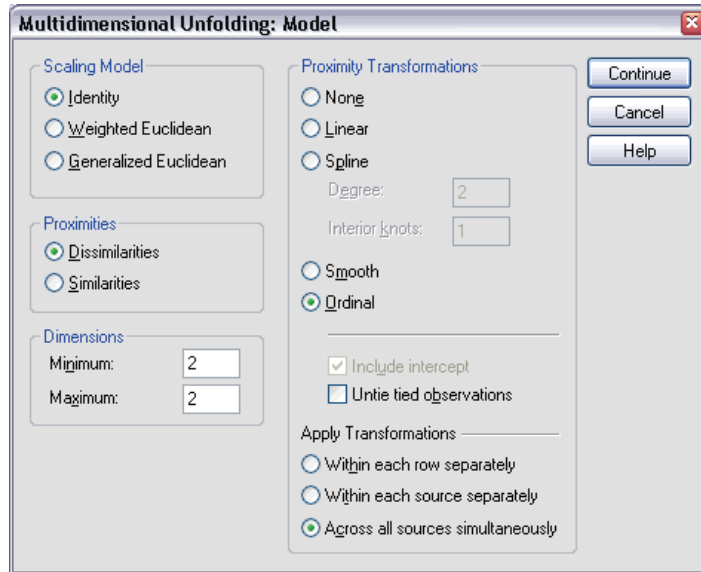 Multidimensional Unfolding: Model
Scaling Model
Identity
Weighted Euclidean
Generalized Euclidean
Proximities
Dissimilarities
Similarities
Dimensions
Minimum: 2
Maximum: 2
Proximity Transformations
None
Linear
Spline
Degree: 2
Interior knots: 1
Smooth
Ordinal
Include intercept
Untie tied observations
Apply Transformations
Within each row separately
Within each source separately
Across all sources simultaneously
Continue
Cancel
Help